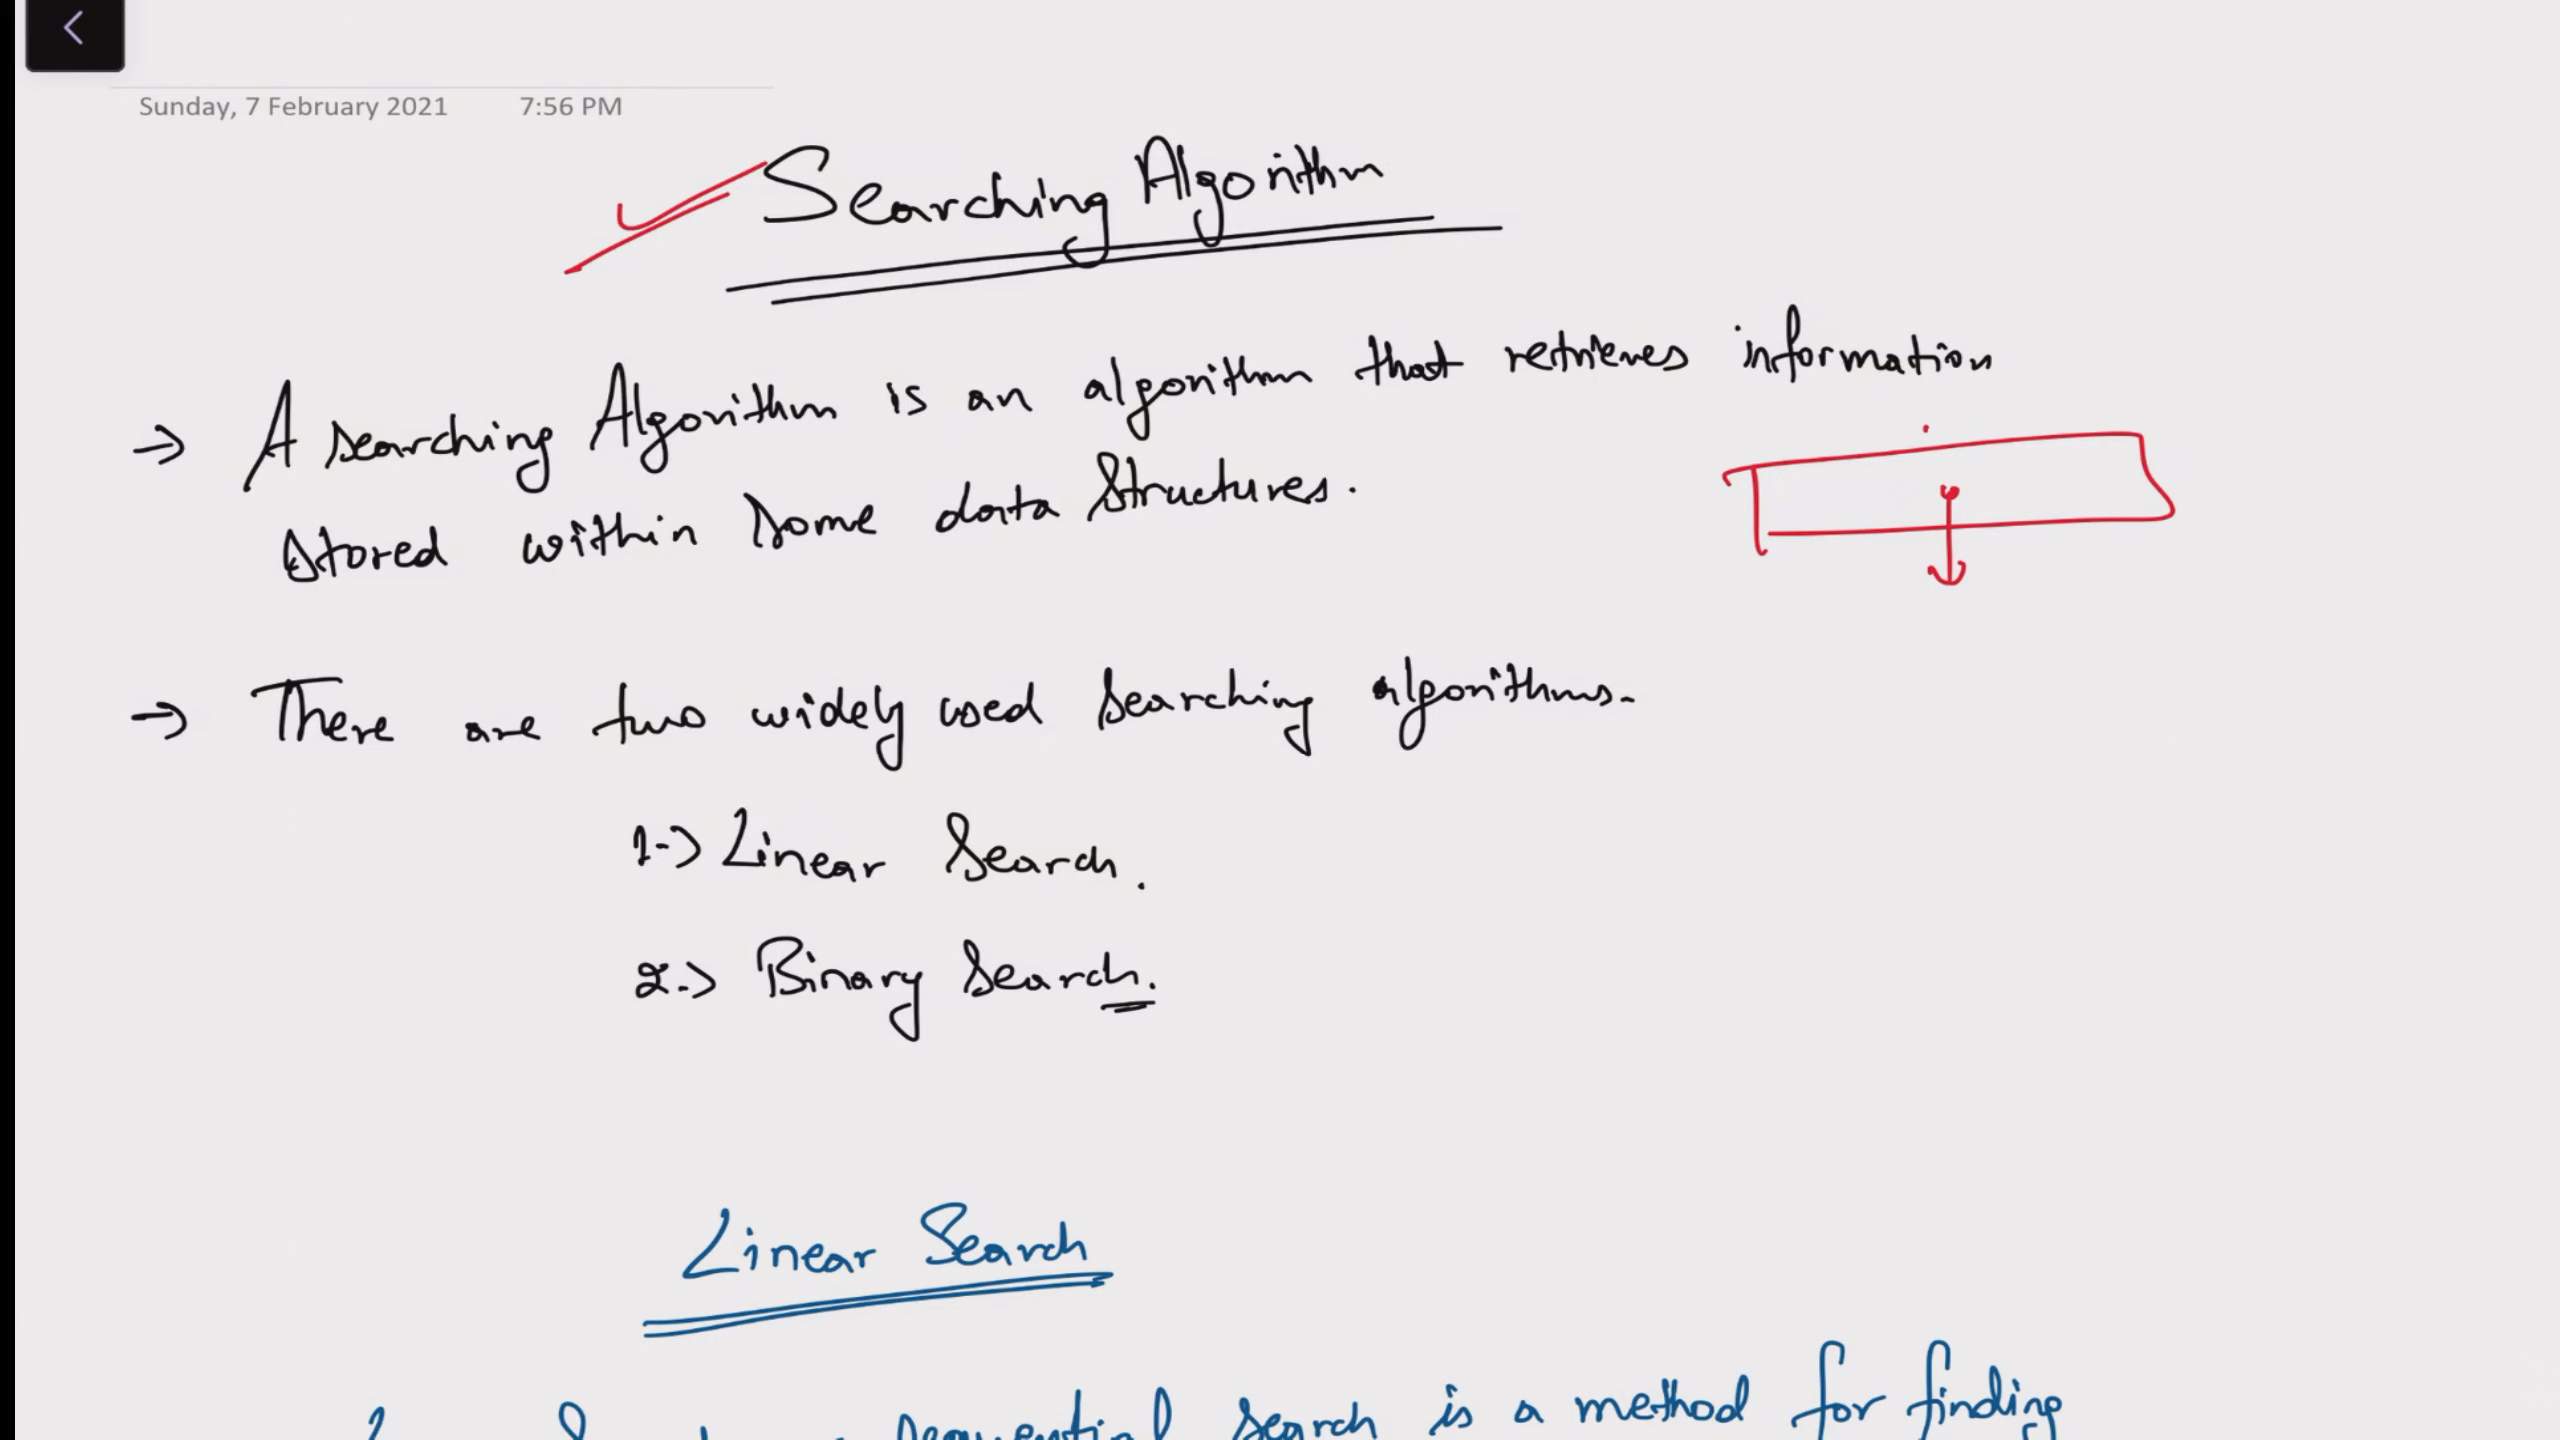 Sunday, 7 February 2021 7:56 PM
Searching Algorithm
→ A searching Algorithm is an algorithm that retrieves information
stored within some data structures.
→ There are two widely used searching algorithms.
1-> Linear Search.
2-> Binary Search.
Linear Search
sequential search is a method for finding